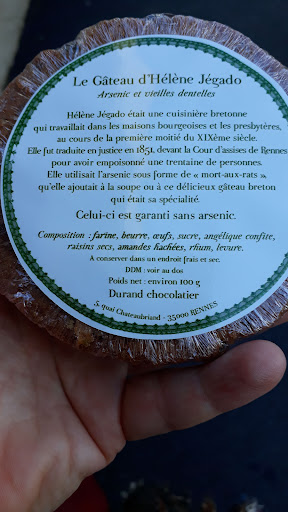 Le Gâteau d'Hélène Jégado
Arsenic et vieilles dentelles
Hélène Jégado était une cuisinière bretonne
qui travaillait dans les maisons bourgeoises et les presbytères,
au cours de la première moitié du XIXème siècle.
Elle fut traduite en justice en 1851, devant la Cour d'assises de Rennes
pour avoir empoisonné une trentaine de personnes.
Elle utilisait l'arsenic sous forme de « mort-aux-rats »,
qu'elle ajoutait à la soupe ou à ce délicieux gâteau breton
qui était sa spécialité.
Celui-ci est garanti sans arsenic.
Composition : farine, beurre, œufs, sucre, angélique confite,
raisins secs, amandes hachées, rhum, levure.
A conserver dans un endroit frais et sec.
DDM : voir au dos
Poids net : environ 100 g
Durand chocolatier
5, quai Chateaubriand - 35000 RENNES